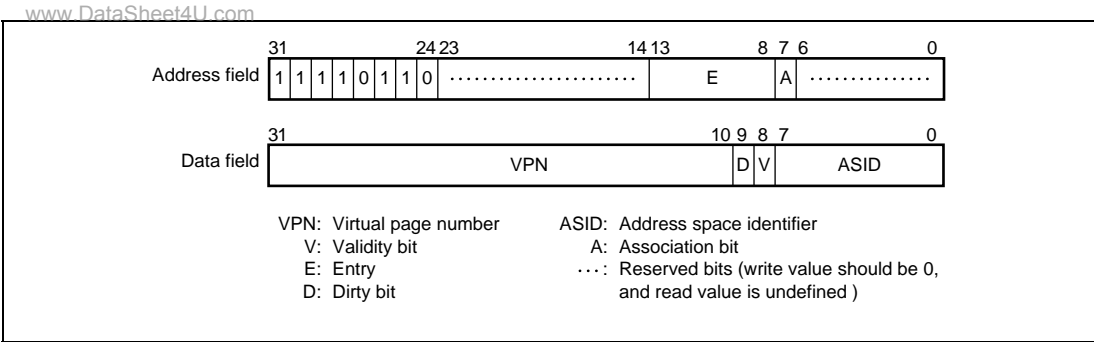 www.DataSheet4U.com
31 24 23 14 13 8 7 6 0
Address field 1 1 1 1 0 1 1 0 ······················· E A ···············
31 10 9 8 7 0
Data field VPN D V ASID
VPN: Virtual page number ASID: Address space identifier
V: Validity bit A: Association bit
E: Entry ···: Reserved bits (write value should be 0,
D: Dirty bit and read value is undefined )